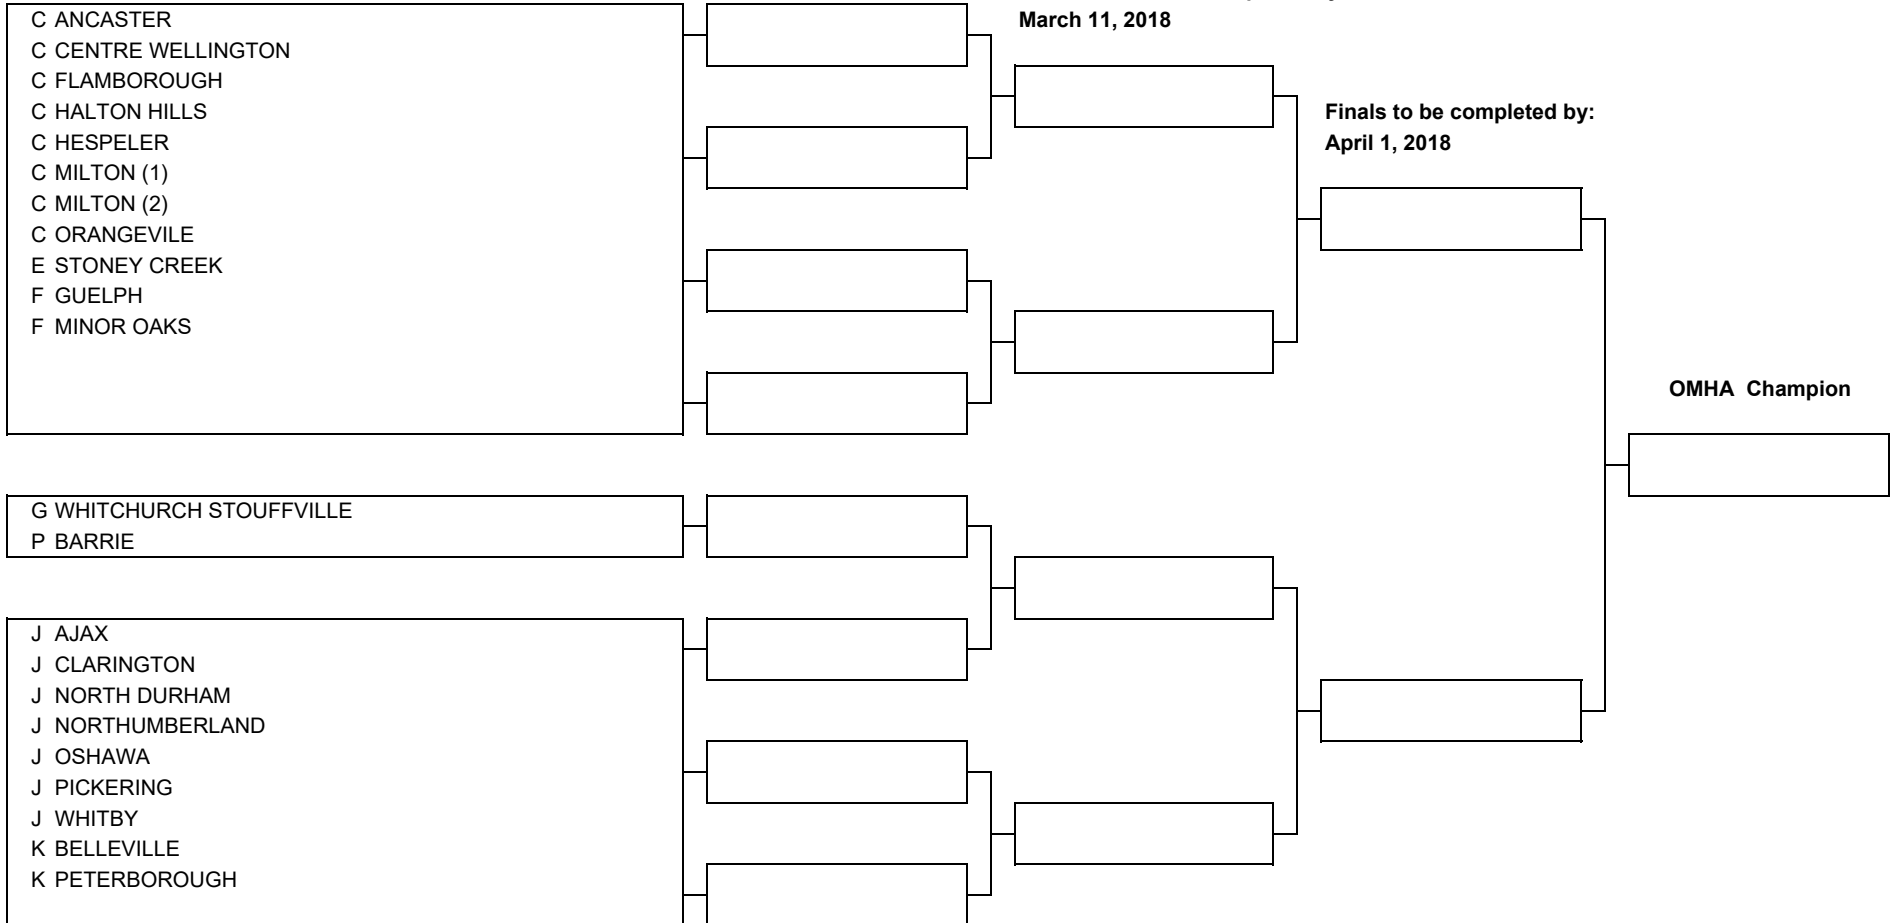 March 11, 2018
C ANCASTER
C CENTRE WELLINGTON
C FLAMBOROUGH
C HALTON HILLS
C HESPELER
C MILTON (1)
C MILTON (2)
C ORANGEVILE
E STONEY CREEK
F GUELPH
F MINOR OAKS
Finals to be completed by:
April 1, 2018
OMHA Champion
G WHITCHURCH STOUFFVILLE
P BARRIE
J AJAX
J CLARINGTON
J NORTH DURHAM
J NORTHUMBERLAND
J OSHAWA
J PICKERING
J WHITBY
K BELLEVILLE
K PETERBOROUGH